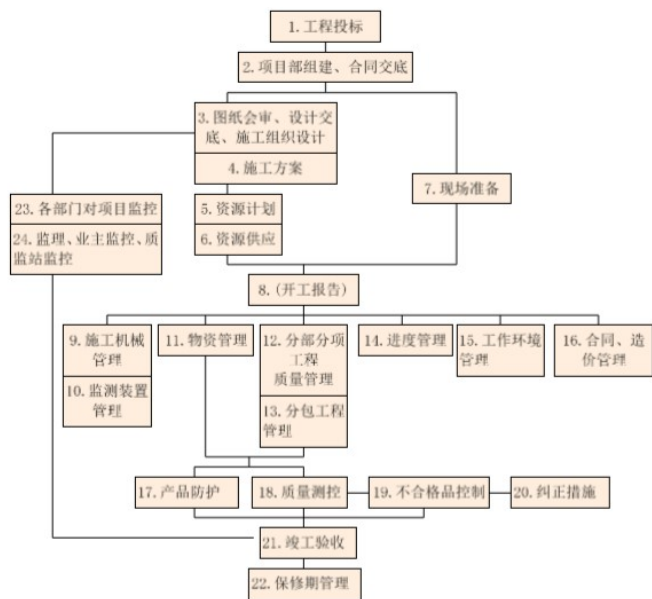 1.工程投标
2.项目部组建、合同交底
3.图纸会审、设计交
底、施工组织设计
4.施工方案
7.现场准备
23.各部门对项目监控
5.资源计划
24.监理、业主监控、质
监站监控
6.资源供应
8.(开工报告)
9.施工机械
管理
11.物资管理
12.分部分项
工程
质量管理
14.进度管理
15.工作环境
管理
16.合同、造
价管理
10.监测装置
管理
13.分包工程
管理
17.产品防护
18.质量测控
19.不合格品控制
20.纠正措施
21.竣工验收
22.保修期管理